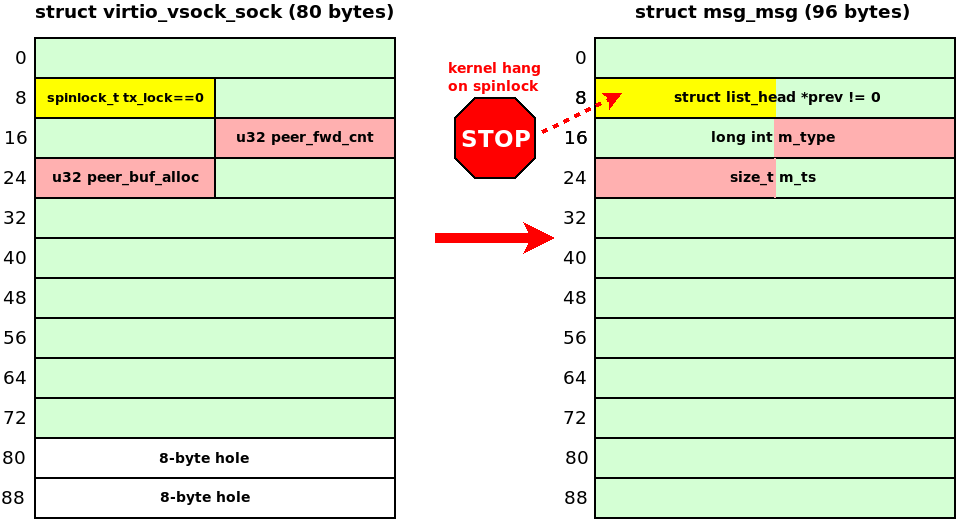 struct virtio_vsock_sock (80 bytes)
0
8
spinlock_t tx_lock==0
16
u32 peer_fwd_cnt
24
u32 peer_buf_alloc
32
40
48
56
64
72
80
8-byte hole
88
8-byte hole
kernel hang
on spinlock
STOP
struct msg_msg (96 bytes)
0
8
struct list_head *prev != 0
16
long int m_type
24
size_t m_ts
32
40
48
56
64
72
80
88